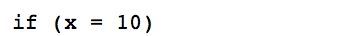 if (x = 10)